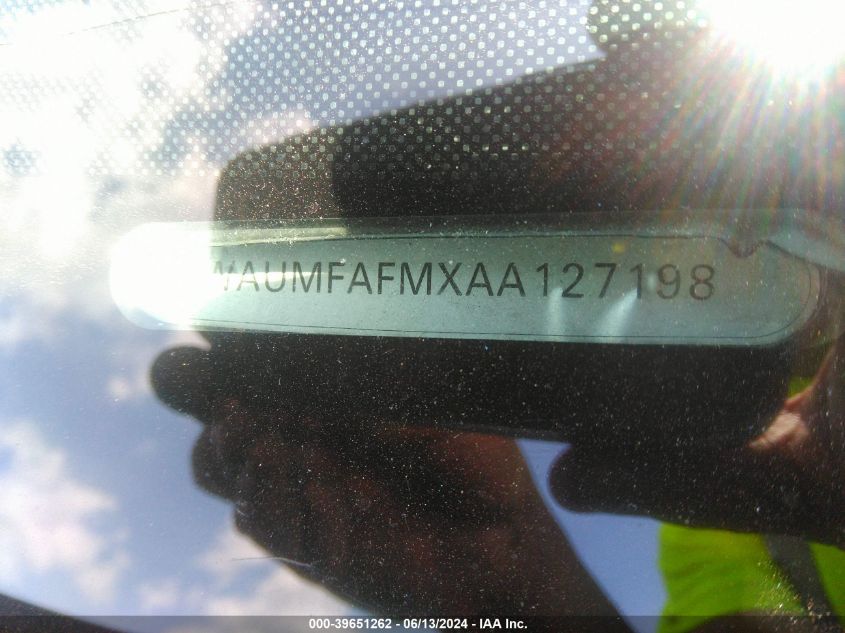 WAUMFAFMXAA127198
000-39651262 - 06/13/2024 - IAA Inc.